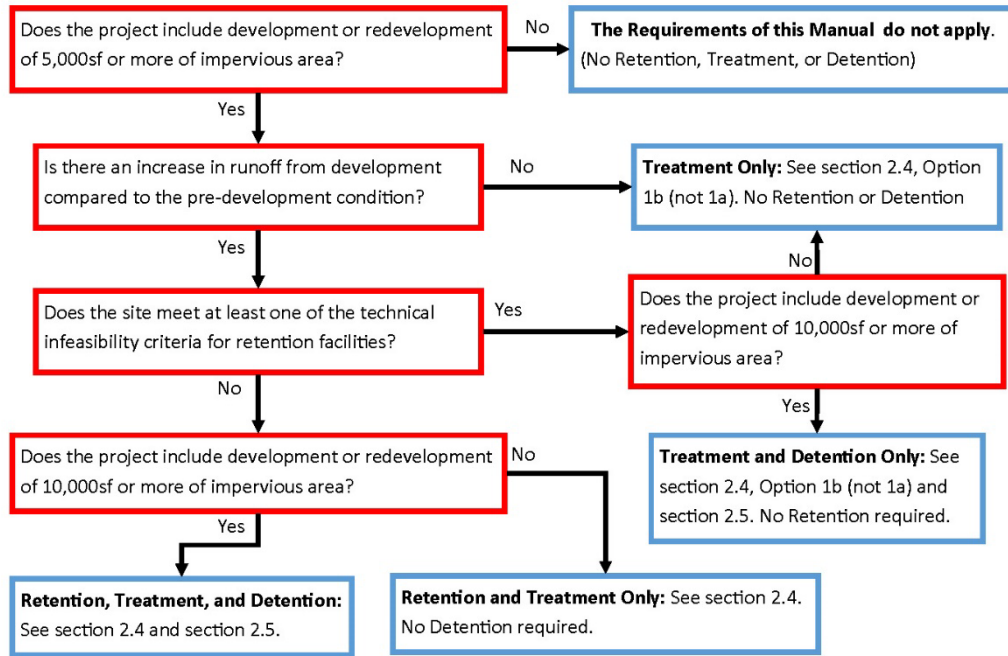 Does the project include development or redevelopment
of 5,000sf or more of impervious area?
No
The Requirements of this Manual do not apply.
(No Retention, Treatment, or Detention)
Yes
Is there an increase in runoff from development
compared to the pre-development condition?
No
Treatment Only: See section 2.4, Option
1b (not 1a). No Retention or Detention
Yes
No
Does the site meet at least one of the technical
infeasibility criteria for retention facilities?
Yes
Does the project include development or
redevelopment of 10,000sf or more of
impervious area?
No
Yes
Does the project include development or redevelopment
of 10,000sf or more of impervious area?
No
Treatment and Detention Only: See
section 2.4, Option 1b (not 1a) and
section 2.5. No Retention required.
Yes
Retention, Treatment, and Detention:
See section 2.4 and section 2.5.
Retention and Treatment Only: See section 2.4.
No Detention required.